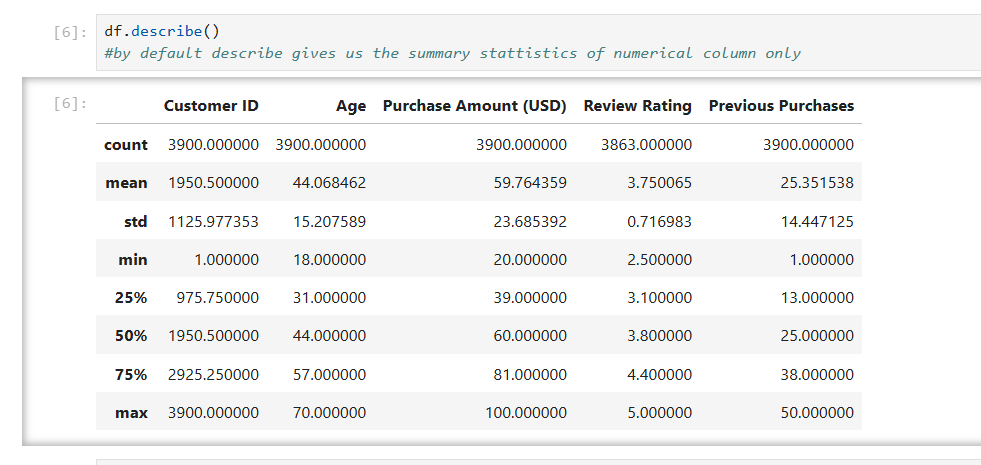 [6]: df.describe()
#by default describe gives us the summary stattistics of numerical column only
[6]: Customer ID Age Purchase Amount (USD) Review Rating Previous Purchases
count 3900.000000 3900.000000 3900.000000 3863.000000 3900.000000
mean 1950.500000 44.068462 59.764359 3.750065 25.351538
std 1125.977353 15.207589 23.685392 0.716983 14.447125
min 1.000000 18.000000 20.000000 2.500000 1.000000
25% 975.750000 31.000000 39.000000 3.100000 13.000000
50% 1950.500000 44.000000 60.000000 3.800000 25.000000
75% 2925.250000 57.000000 81.000000 4.400000 38.000000
max 3900.000000 70.000000 100.000000 5.000000 50.000000